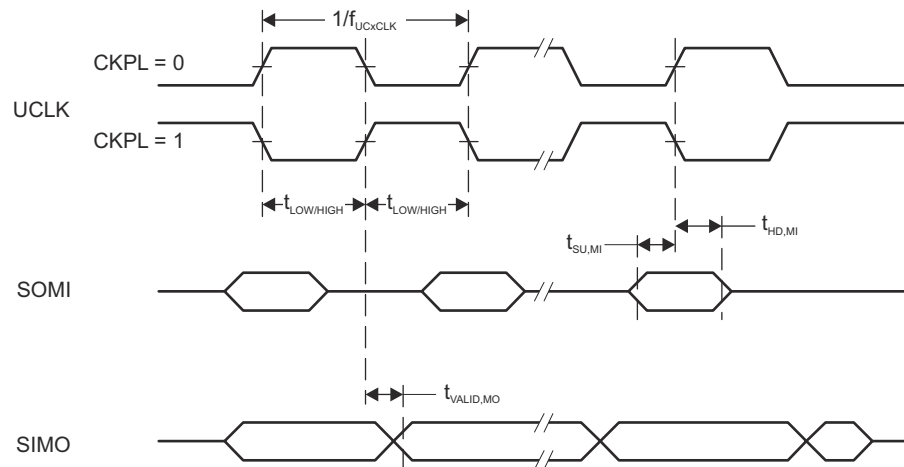 1/fUCxCLK
CKPL = 0
UCLK
CKPL = 1
tLOW/HIGH tLOW/HIGH
tSU,MI
tHD,MI
SOMI
tVALID,MO
SIMO